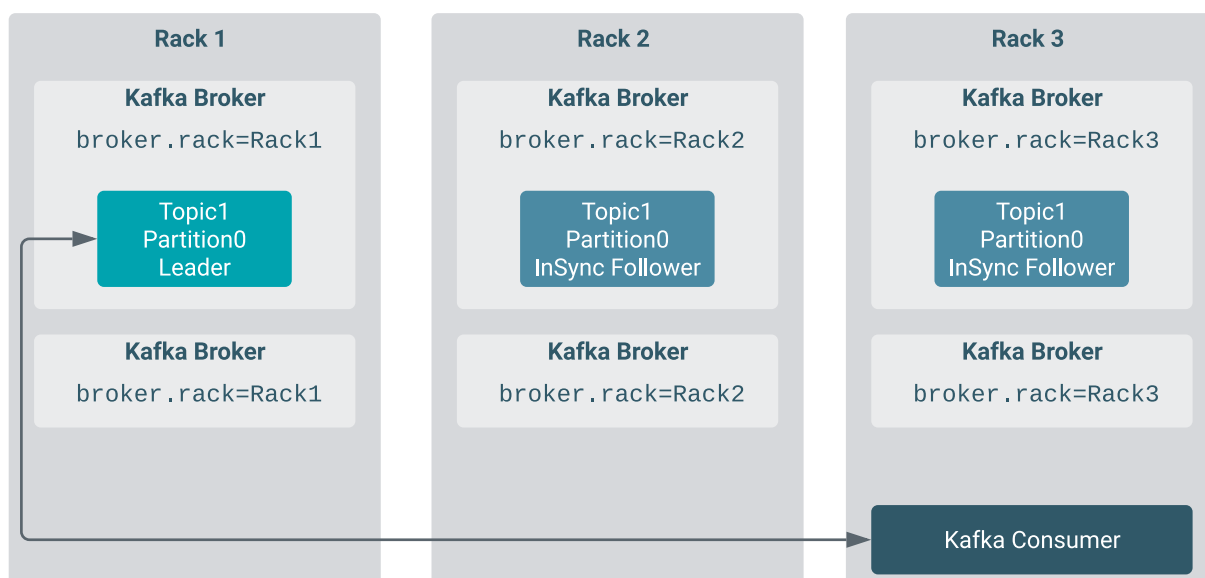 Rack 1
Kafka Broker
broker.rack=Rack1
Topic1
Partition0
Leader
Kafka Broker
broker.rack=Rack1
Rack 2
Kafka Broker
broker.rack=Rack2
Topic1
Partition0
InSync Follower
Kafka Broker
broker.rack=Rack2
Rack 3
Kafka Broker
broker.rack=Rack3
Topic1
Partition0
InSync Follower
Kafka Broker
broker.rack=Rack3
Kafka Consumer